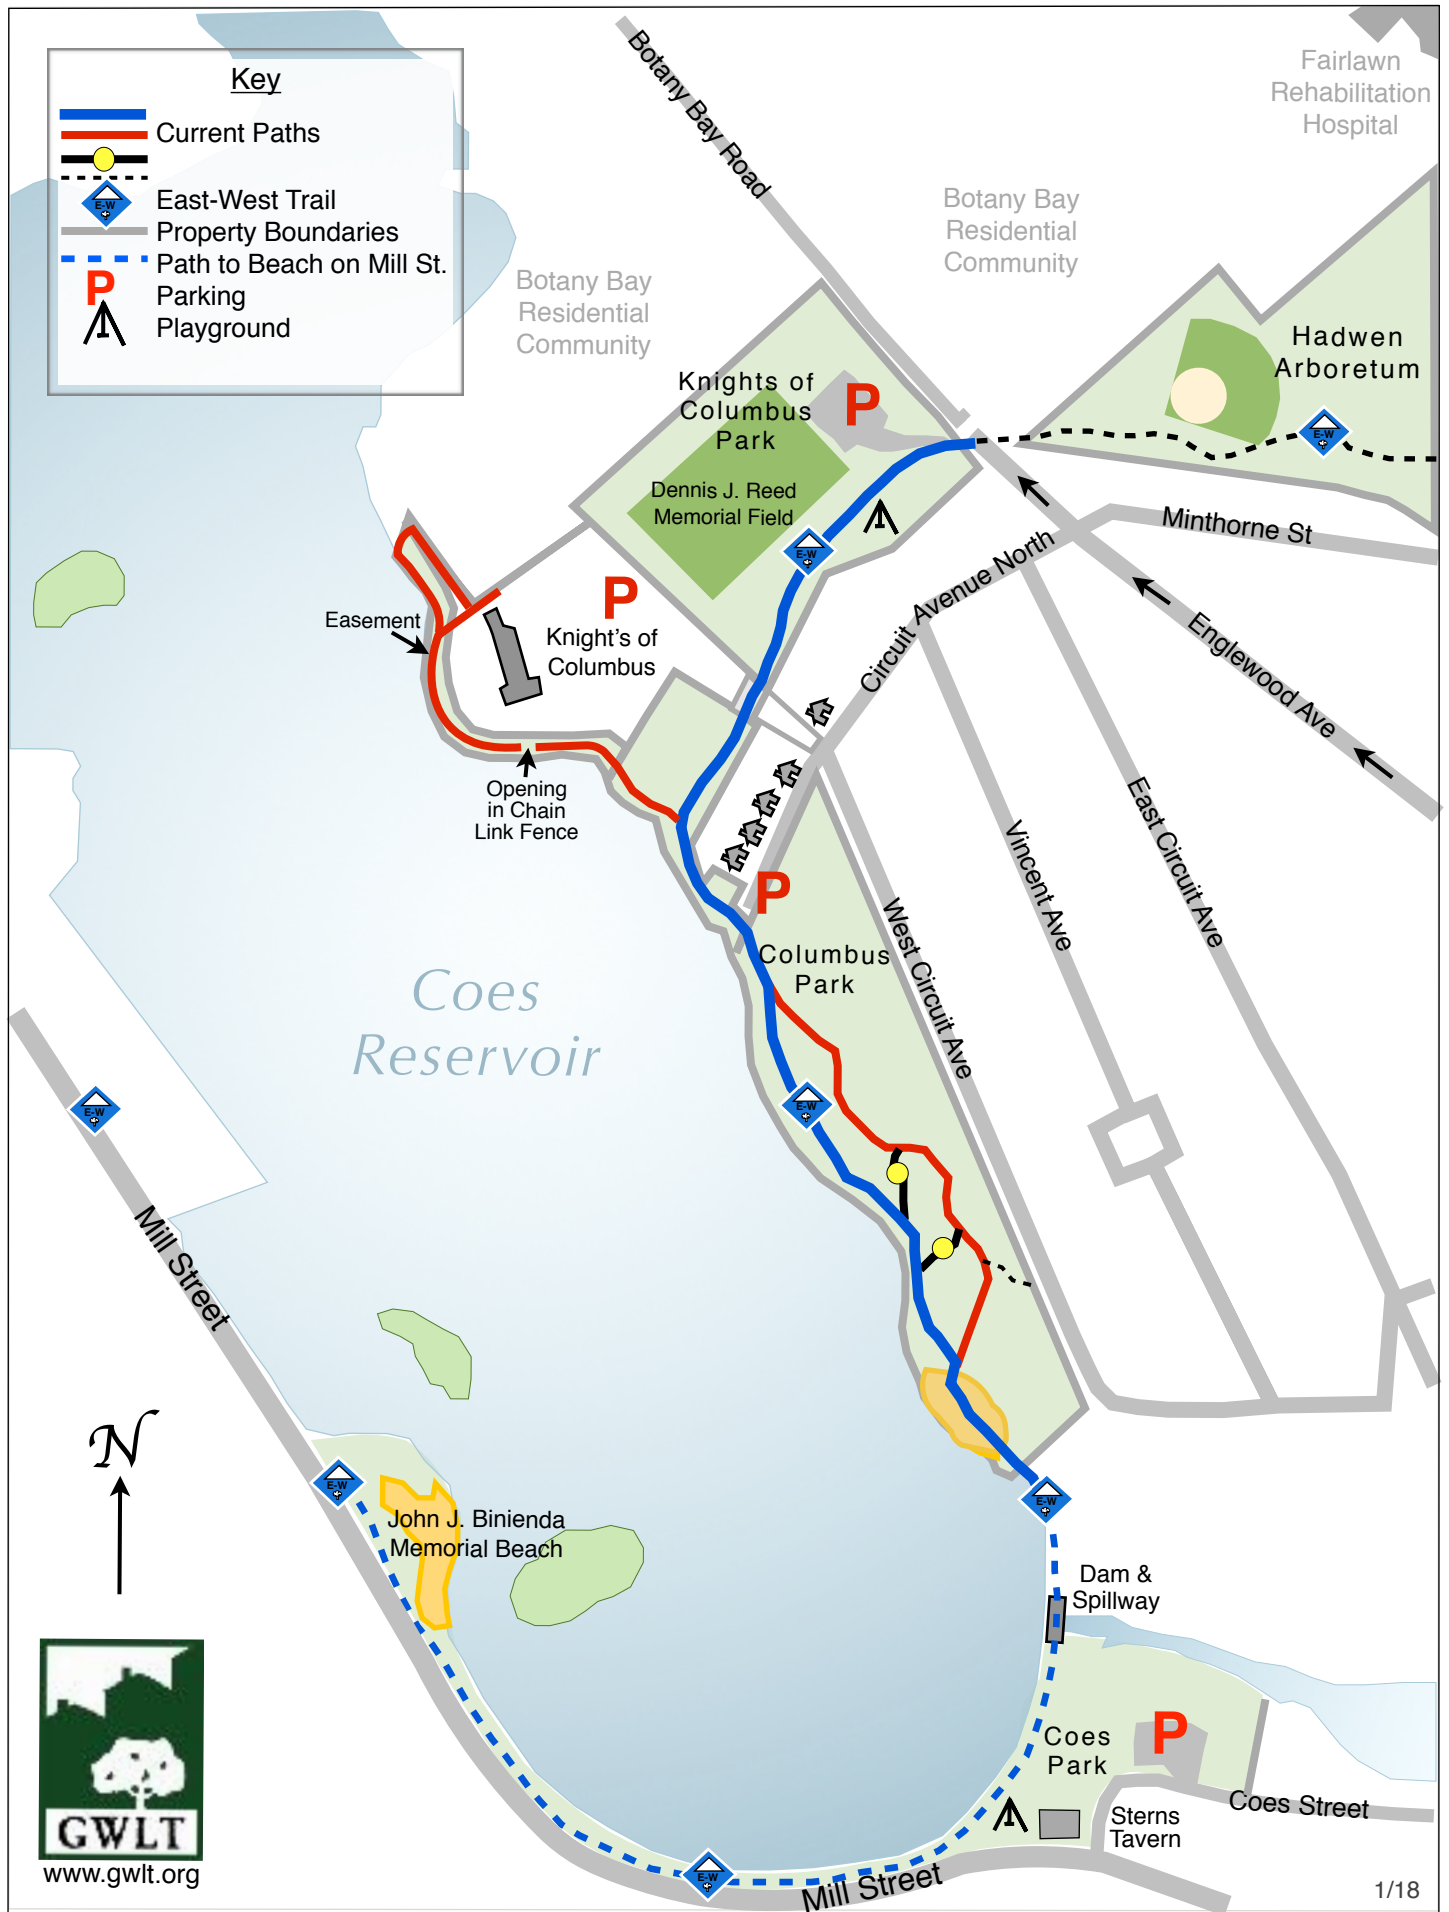 Key
Current Paths
East-West Trail
Property Boundaries
Path to Beach on Mill St.
P Parking
Playground
E-W
Botany Bay Road
Fairlawn
Rehabilitation
Hospital
Botany Bay
Residential
Community
Botany Bay
Residential
Community
Hadwen
Arboretum
E-W
Knights of
Columbus
Park
P
Dennis J. Reed
Memorial Field
E-W
Minthorne St
Circuit Avenue North
Englewood Ave
Easement
P
Knight's of
Columbus
Opening
in Chain
Link Fence
East Circuit Ave
Vincent Ave
West Circuit Ave
P
Columbus
Park
Coes
Reservoir
E-W
E-W
Mill Street
N
E-W
John J. Binienda
Memorial Beach
E-W
Dam &
Spillway
P
Coes
Park
Coes Street
Sterns
Tavern
E-W
Mill Street
GWLT
www.gwlt.org
1/18